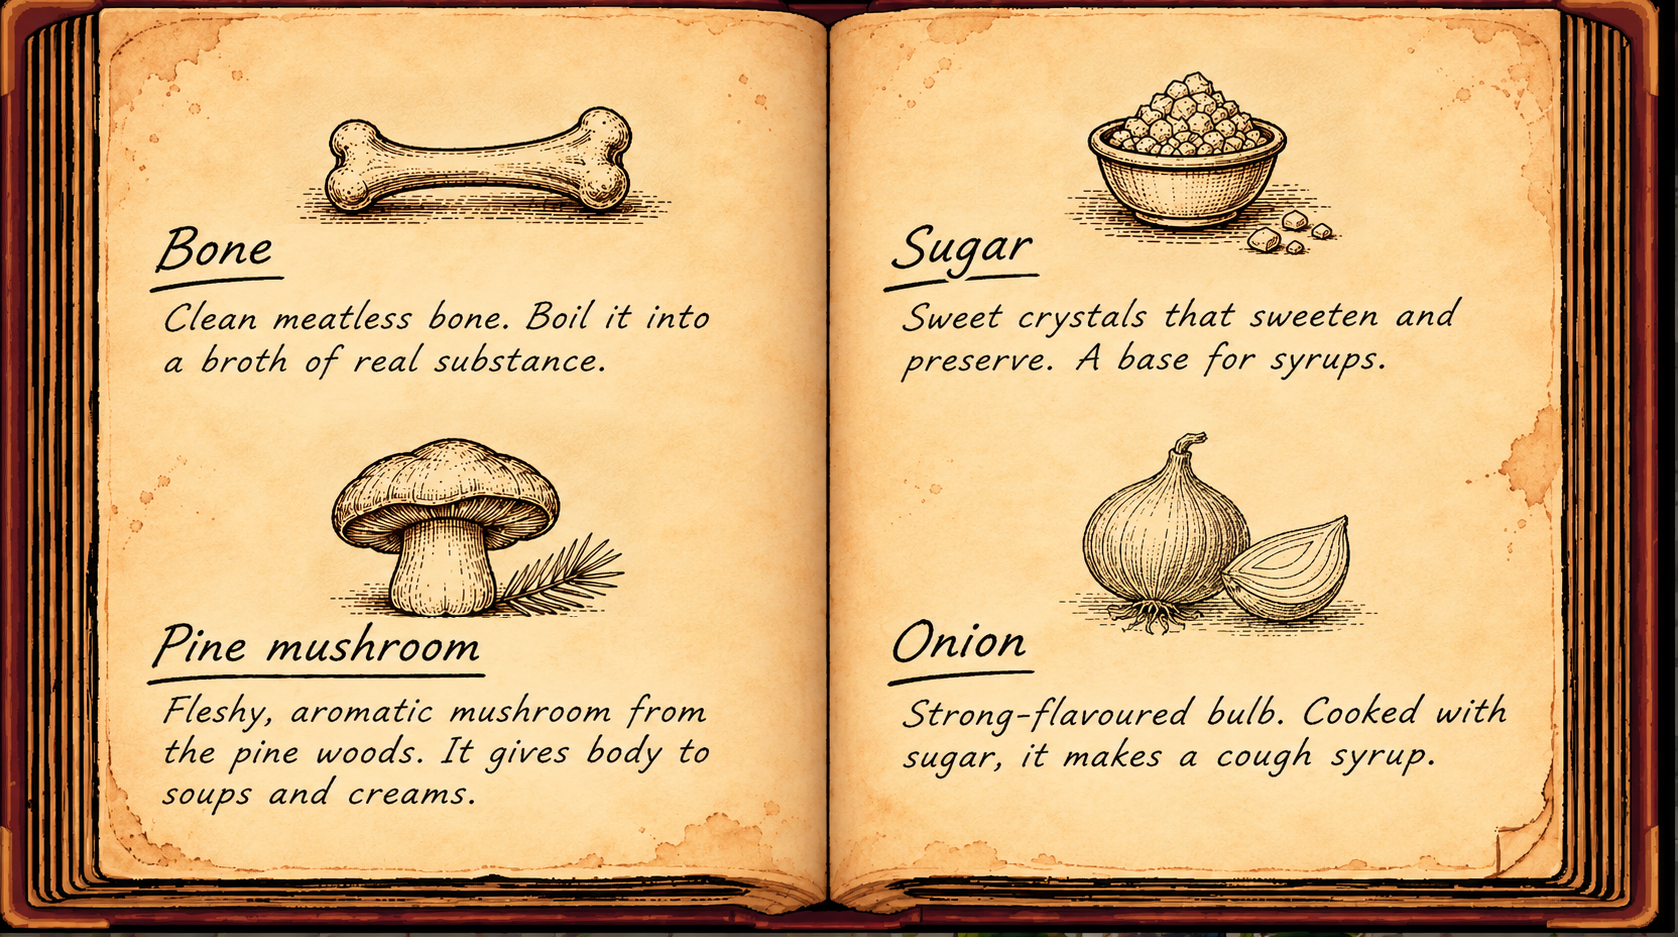 Bone
Clean meatless bone. Boil it into
a broth of real substance.
Pine mushroom
Fleshy, aromatic mushroom from
the pine woods. It gives body to
soups and creams.
Sugar
Sweet crystals that sweeten and
preserve. A base for syrups.
Onion
Strong-flavoured bulb. Cooked with
sugar, it makes a cough syrup.